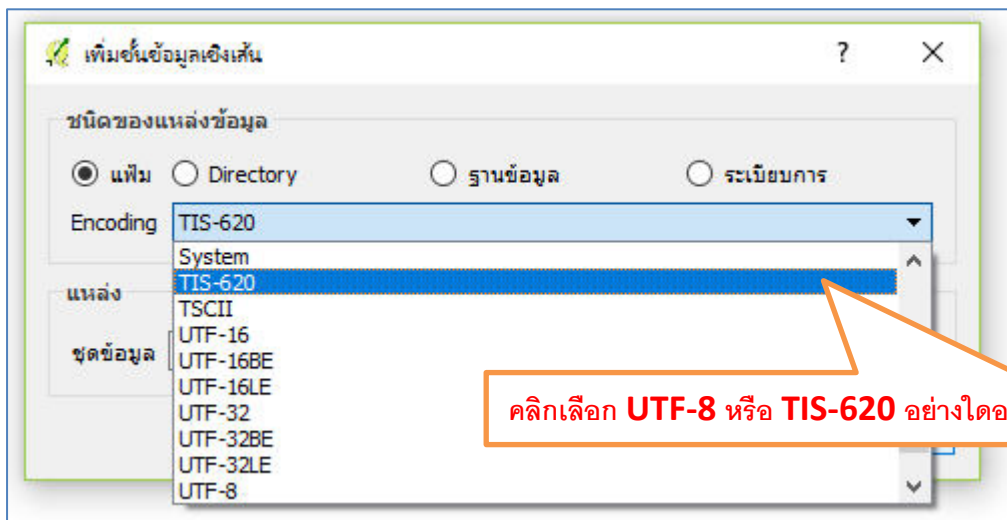 เพิ่มชั้นข้อมูลเชิงเส้น ?
ชนิดของแหล่งข้อมูล
แฟ้ม Directory ฐานข้อมูล ระเบียบการ
Encoding TIS-620
System
TIS-620
แหล่ง
TSCII
UTF-16
ชุดข้อมูล
UTF-16BE
UTF-16LE
UTF-32
UTF-32BE
UTF-32LE
UTF-8
คลิกเลือก UTF-8 หรือ TIS-620 อย่างใดอ